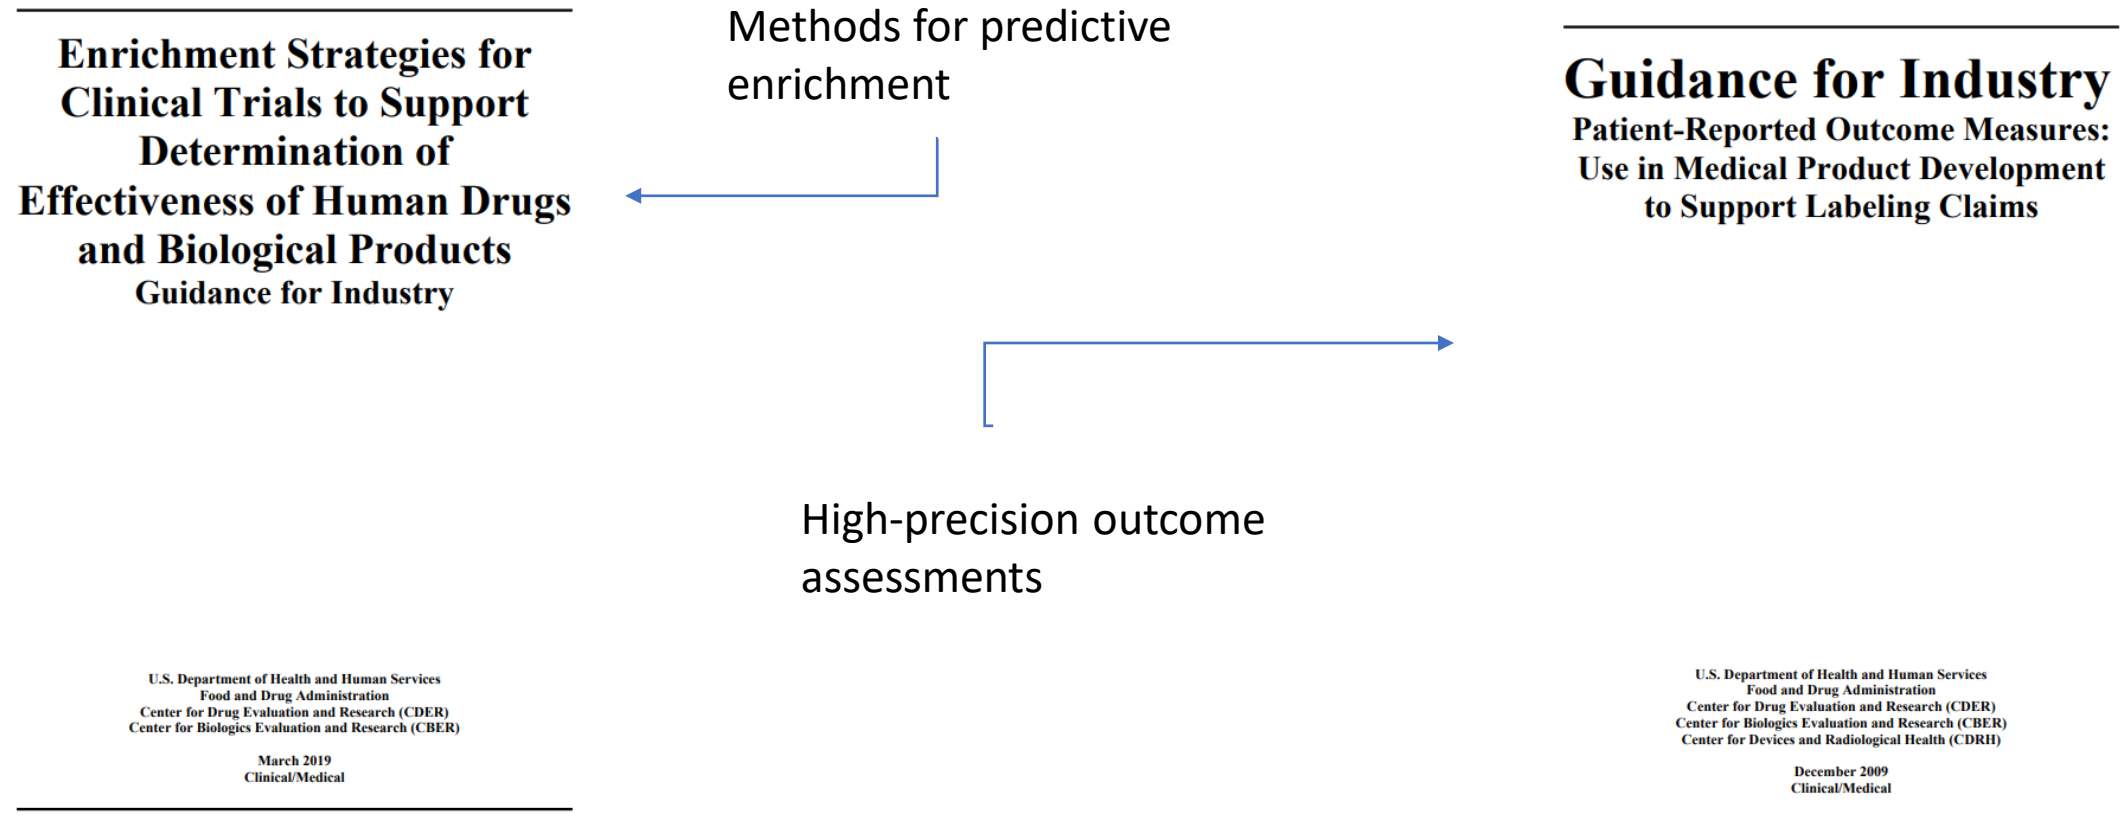 Enrichment Strategies for
Clinical Trials to Support
Determination of
Effectiveness of Human Drugs
and Biological Products
Guidance for Industry
U.S. Department of Health and Human Services
Food and Drug Administration
Center for Drug Evaluation and Research (CDER)
Center for Biologics Evaluation and Research (CBER)
March 2019
Clinical/Medical
Methods for predictive
enrichment
High-precision outcome
assessments
Guidance for Industry
Patient-Reported Outcome Measures:
Use in Medical Product Development
to Support Labeling Claims
U.S. Department of Health and Human Services
Food and Drug Administration
Center for Drug Evaluation and Research (CDER)
Center for Biologics Evaluation and Research (CBER)
Center for Devices and Radiological Health (CDRH)
December 2009
Clinical/Medical